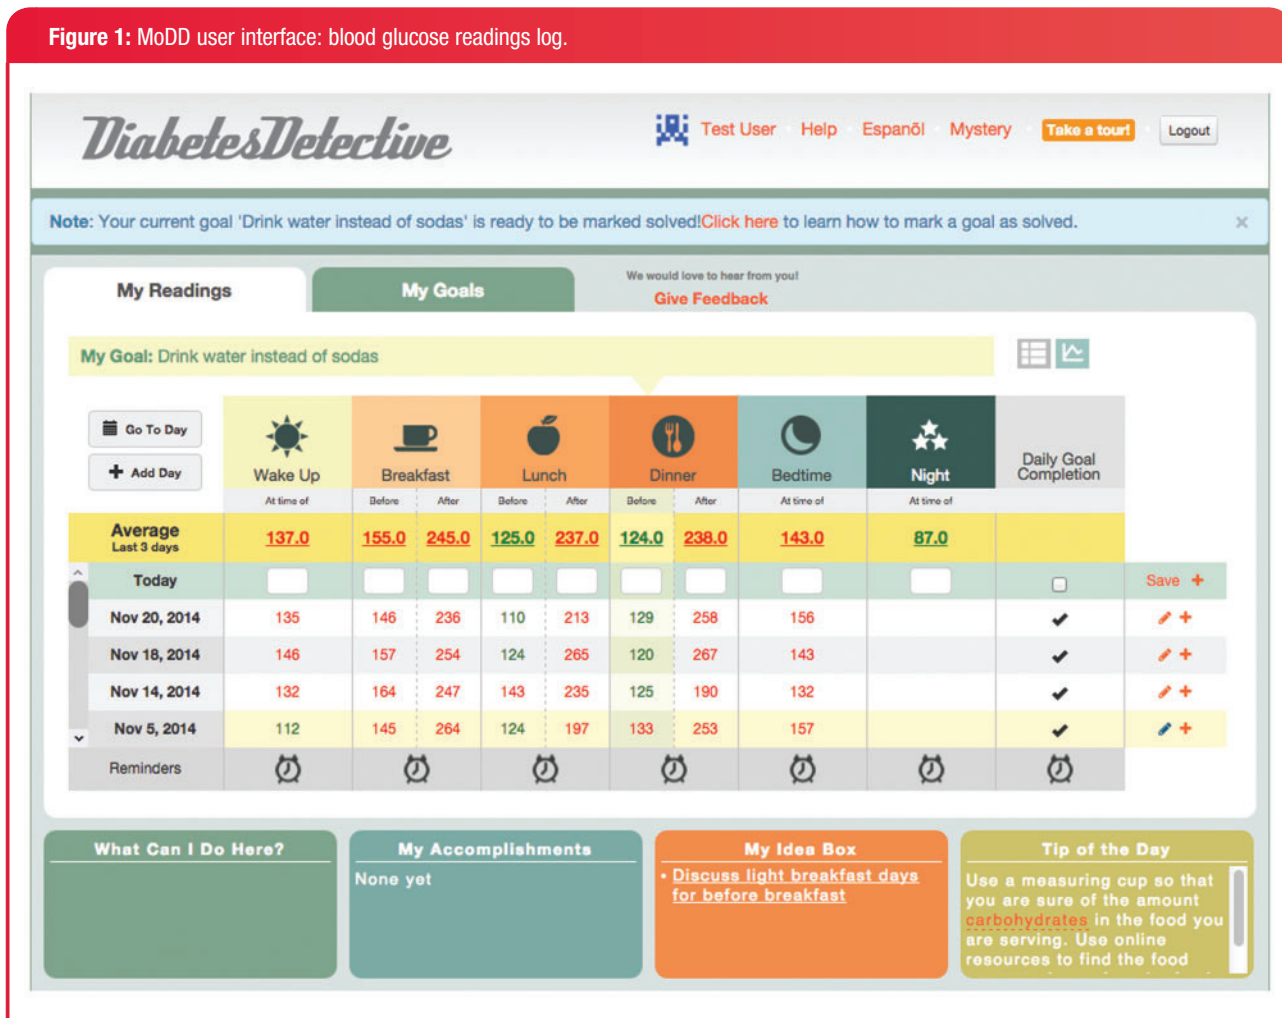 Figure 1: MoDD user interface: blood glucose readings log.
DiabetesDetective
Test User Help Espanõl Mystery Take a tour! Logout
Note: Your current goal 'Drink water instead of sodas' is ready to be marked solved!Click here to learn how to mark a goal as solved. ×
My Readings
My Goals
We would love to hear from you!
Give Feedback
My Goal: Drink water instead of sodas
Go To Day
Add Day
Wake Up Breakfast Lunch Dinner Bedtime Night Daily Goal
Completion
At time of Before After Before After Before After At time of At time of
Average 137.0 155.0 245.0 125.0 237.0 124.0 238.0 143.0 87.0
Last 3 days
Today Save +
Nov 20, 2014 135 146 236 110 213 129 258 156 +
Nov 18, 2014 146 157 254 124 265 120 267 143 +
Nov 14, 2014 132 164 247 143 235 125 190 132 +
Nov 5, 2014 112 145 264 124 197 133 253 157 +
Reminders
What Can I Do Here?
My Accomplishments
None yet
My Idea Box
• Discuss light breakfast days
for before breakfast
Tip of the Day
Use a measuring cup so that
you are sure of the amount
carbohydrates in the food you
are serving. Use online
resources to find the food